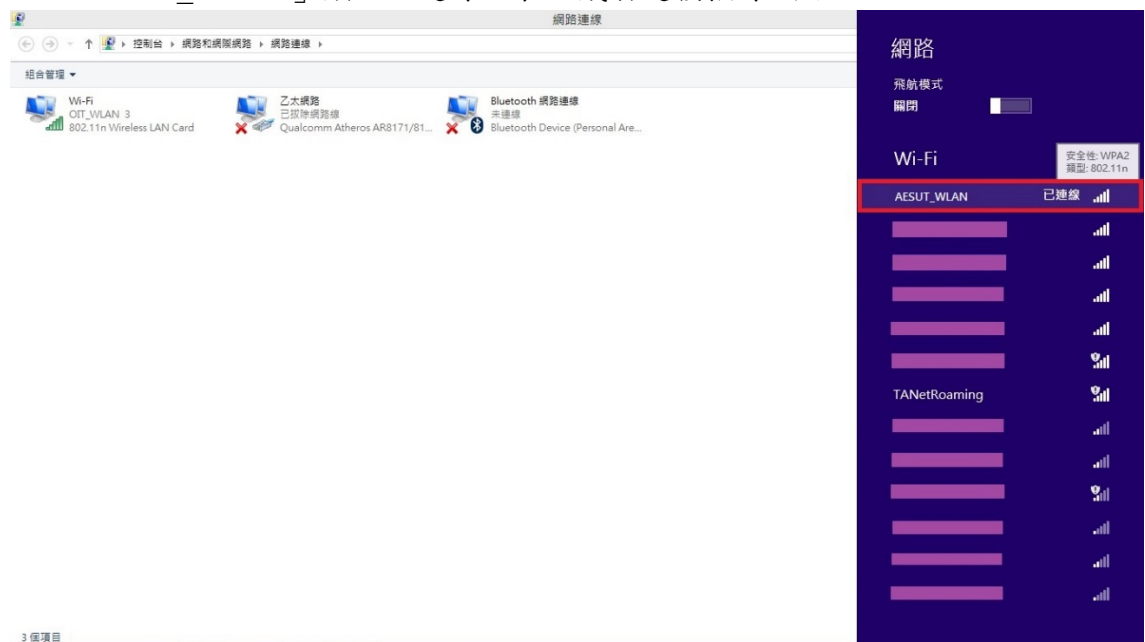 網路連線
控制台 ▸ 網路和網際網路 ▸ 網路連線 ▸
組合管理
Wi-Fi
OIT_WLAN 3
802.11n Wireless LAN Card
乙太網路
已拔除網路線
Qualcomm Atheros AR8171/81...
Bluetooth 網路連線
未連線
Bluetooth Device (Personal Are...
3 個項目
網路
飛航模式
關閉
Wi-Fi
安全性: WPA2
類型: 802.11n
AESUT_WLAN 已連線
TANetRoaming